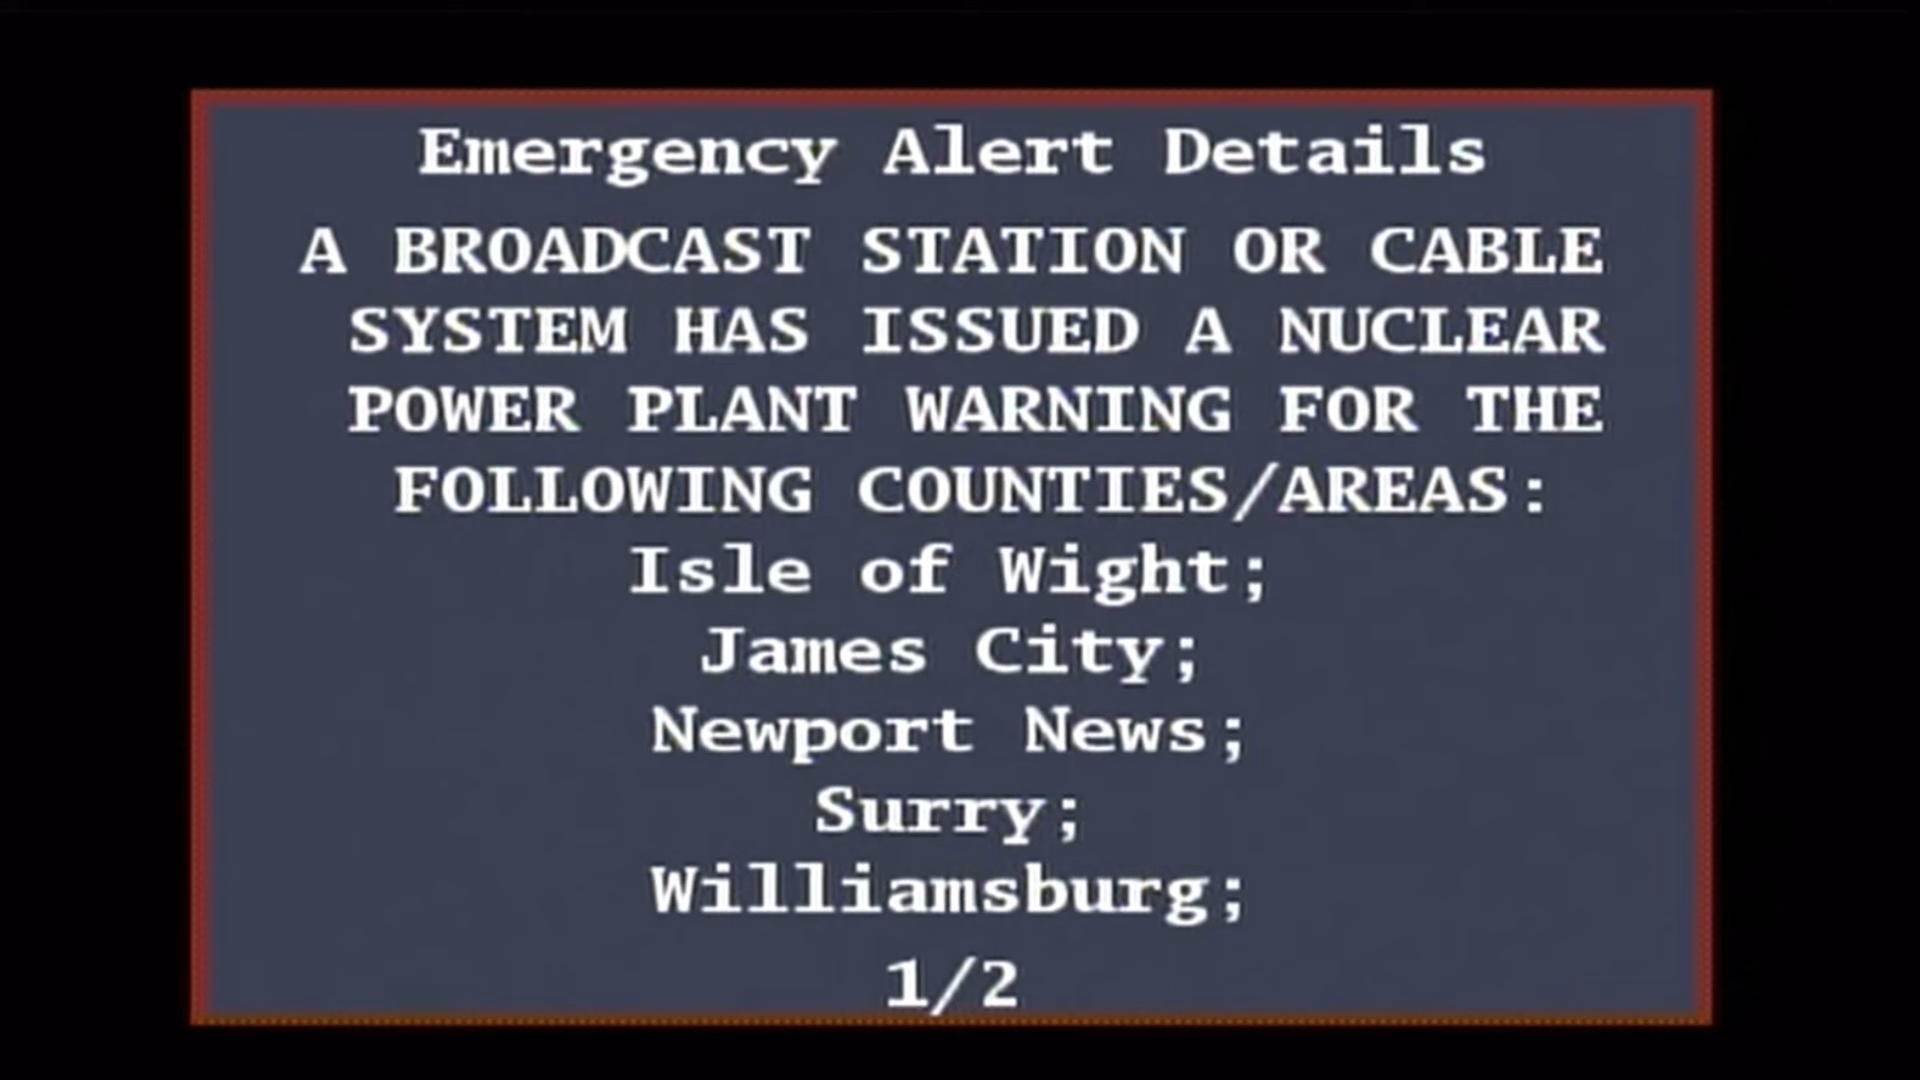 Emergency Alert Details
A BROADCAST STATION OR CABLE
SYSTEM HAS ISSUED A NUCLEAR
POWER PLANT WARNING FOR THE
FOLLOWING COUNTIES/AREAS:
Isle of Wight;
James City;
Newport News;
Surry;
Williamsburg;
1/2